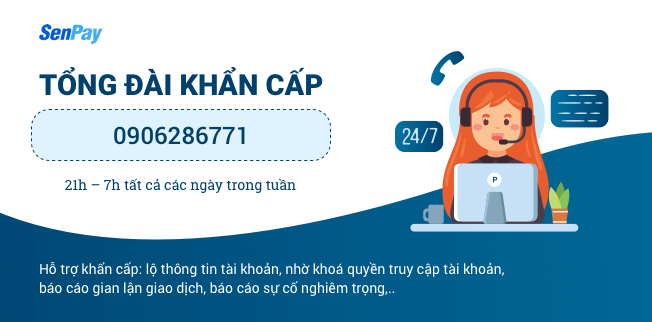 SenPay
TỔNG ĐÀI KHẨN CẤP
0906286771
21h – 7h tất cả các ngày trong tuần
24/7
P
Hỗ trợ khẩn cấp: lộ thông tin tài khoản, nhờ khoá quyền truy cập tài khoản,
báo cáo gian lận giao dịch, báo cáo sự cố nghiêm trọng,..